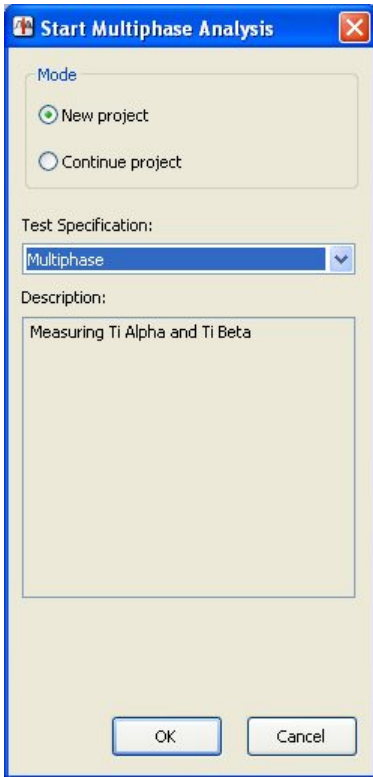 Start Multiphase Analysis
Mode
New project
Continue project
Test Specification:
Multiphase
Description:
Measuring Ti Alpha and Ti Beta
OK
Cancel